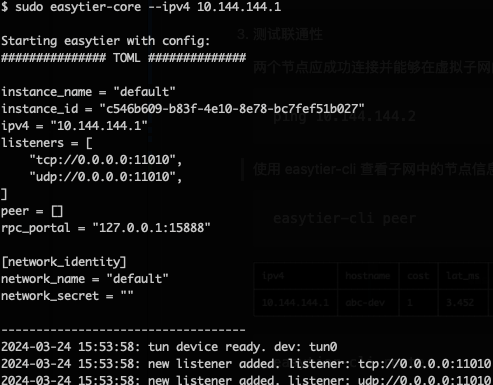 $ sudo easytier-core --ipv4 10.144.144.1
Starting easytier with config:
############### TOML ##############
instance_name = "default"
instance_id = "c546b609-b83f-4e10-8e78-bc7fef51b027"
ipv4 = "10.144.144.1"
listeners = [
"tcp://0.0.0.0:11010",
"udp://0.0.0.0:11010",
]
peer = []
rpc_portal = "127.0.0.1:15888"
[network_identity]
network_name = "default"
network_secret = ""
-----------------------------------
2024-03-24 15:53:58: tun device ready. dev: tun0
2024-03-24 15:53:58: new listener added. listener: tcp://0.0.0.0:11010
2024-03-24 15:53:58: new listener added. listener: udp://0.0.0.0:11010
3. 测试联通性
两个节点应成功连接并能够在虚拟子网
ping 10.144.144.2
使用 easytier-cli 查看子网中的节点信息
easytier-cli peer
ipv4 hostname cost lat_ms
10.144.144.1 abc-dev 1 3.452